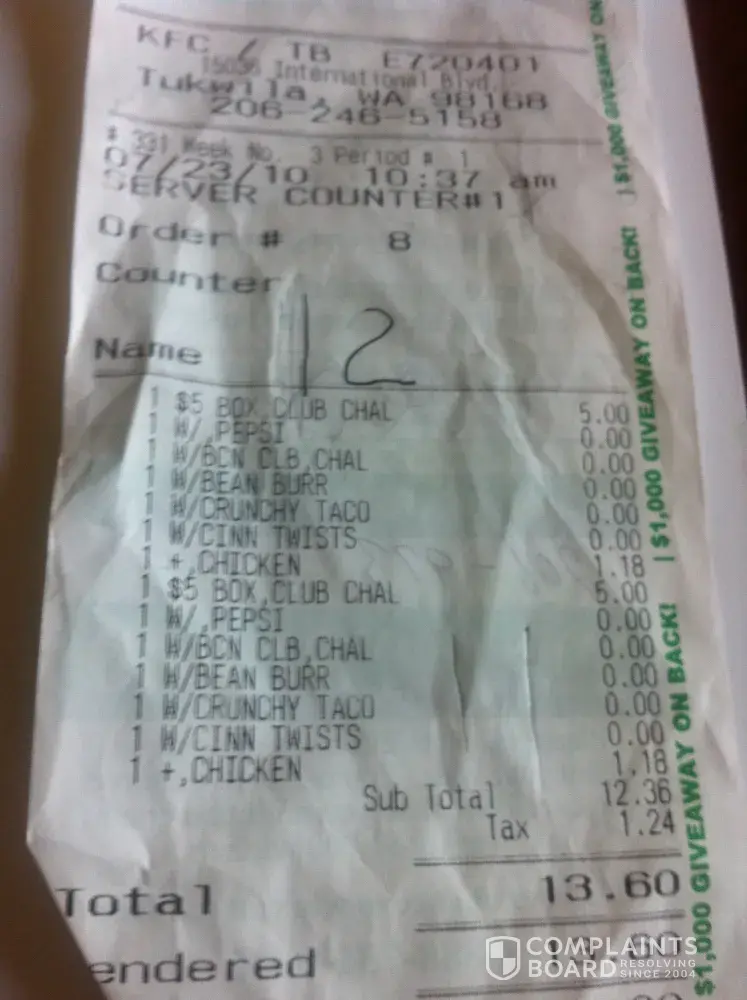 KFC / TB E720401
15036 International Blvd.
Tukwila, WA 98168
206-246-5158
# 331 Week No. 3 Period # 1
07/23/10 10:37 am
SERVER COUNTER#1
Order # 8
Counter
12
Name
1 $5 BOX,CLUB CHAL 5.00
1 W/,PEPSI 0.00
1 W/BCN CLB,CHAL 0.00
1 W/BEAN BURR 0.00
1 W/CRUNCHY TACO 0.00
1 W/CINN TWISTS 0.00
1 +,CHICKEN 1.18
1 $5 BOX,CLUB CHAL 5.00
1 W/,PEPSI 0.00
1 W/BCN CLB,CHAL 0.00
1 W/BEAN BURR 0.00
1 W/CRUNCHY TACO 0.00
1 W/CINN TWISTS 0.00
1 +,CHICKEN 1.18
Sub Total 12.36
Tax 1.24
Total 13.60
endered
$1,000 GIVEAWAY ON BACK!
| $1,000 GIVEAWAY ON BACK!
| $1,000 GIVEAWAY ON
COMPLAINTS
BOARD RESOLVING
SINCE 2004